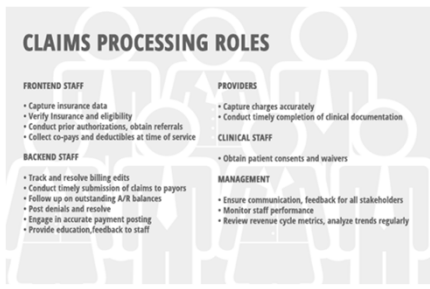 CLAIMS PROCESSING ROLES
FRONTEND STAFF
• Capture insurance data
• Verify Insurance and eligibility
• Conduct prior authorizations, obtain referrals
• Collect co-pays and deductibles at time of service
BACKEND STAFF
• Track and resolve billing edits
• Conduct timely submission of claims to payors
• Follow up on outstanding A/R balances
• Post denials and resolve
• Engage in accurate payment posting
• Provide education,feedback to staff
PROVIDERS
• Capture charges accurately
• Conduct timely completion of clinical documentation
CLINICAL STAFF
• Obtain patient consents and waivers
MANAGEMENT
• Ensure communication, feedback for all stakeholders
• Monitor staff performance
• Review revenue cycle metrics, analyze trends regularly